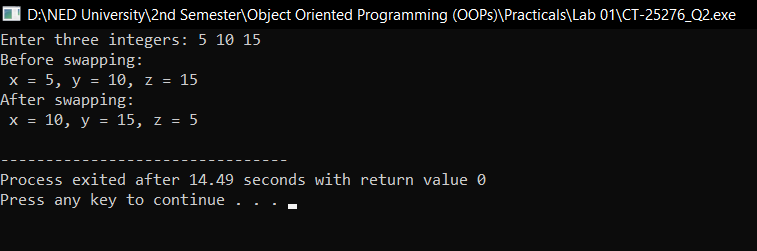 D:\NED University\2nd Semester\Object Oriented Programming (OOPs)\Practicals\Lab 01\CT-25276_Q2.exe
Enter three integers: 5 10 15
Before swapping:
 x = 5, y = 10, z = 15
After swapping:
 x = 10, y = 15, z = 5

--------------------------------
Process exited after 14.49 seconds with return value 0
Press any key to continue . . .